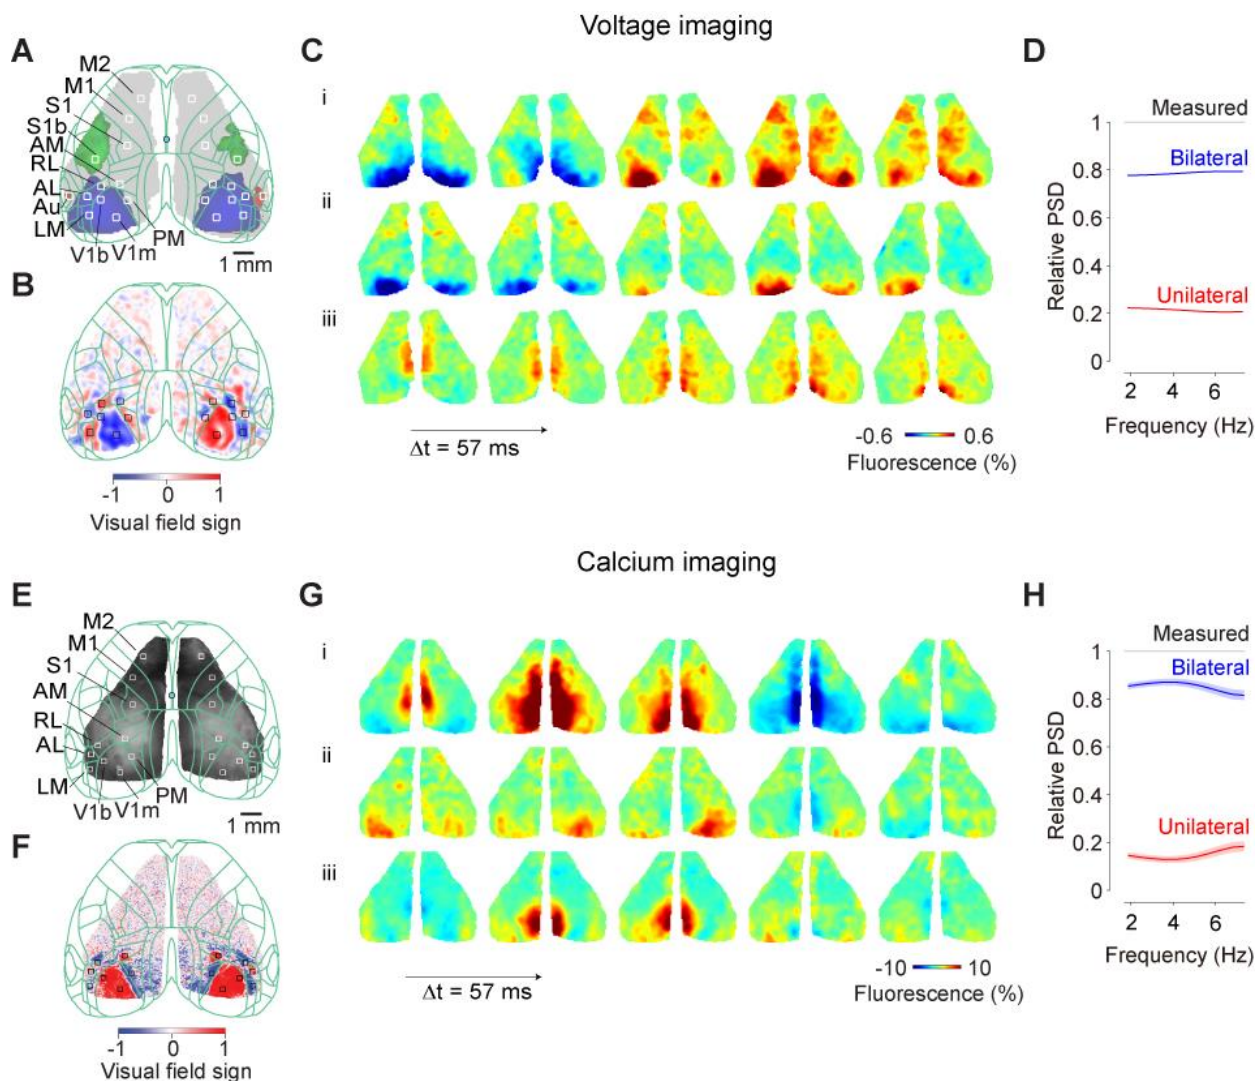 Voltage imaging
A
M2
M1
S1
S1b
AM
RL
AL
Au
LM
V1b
V1m
PM
1 mm
B
-1 0 1
Visual field sign
C
i
ii
iii
Δt = 57 ms
-0.6 0.6
Fluorescence (%)
D
Measured
Bilateral
Unilateral
1
0.8
0.6
0.4
0.2
0
Relative PSD
2 4 6
Frequency (Hz)
Calcium imaging
E
M2
M1
S1
AM
RL
AL
LM
V1b
V1m
PM
1 mm
F
-1 0 1
Visual field sign
G
i
ii
iii
Δt = 57 ms
-10 10
Fluorescence (%)
H
Measured
Bilateral
Unilateral
1
0.8
0.6
0.4
0.2
0
Relative PSD
2 4 6
Frequency (Hz)